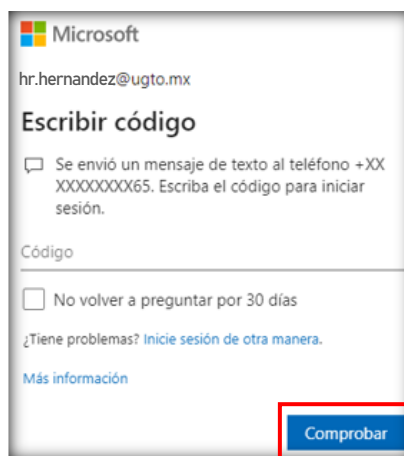 Microsoft
hr.hernandez@ugto.mx
Escribir código
Se envió un mensaje de texto al teléfono +XX
XXXXXXXX65. Escriba el código para iniciar
sesión.
Código
No volver a preguntar por 30 días
¿Tiene problemas? Inicie sesión de otra manera.
Más información
Comprobar